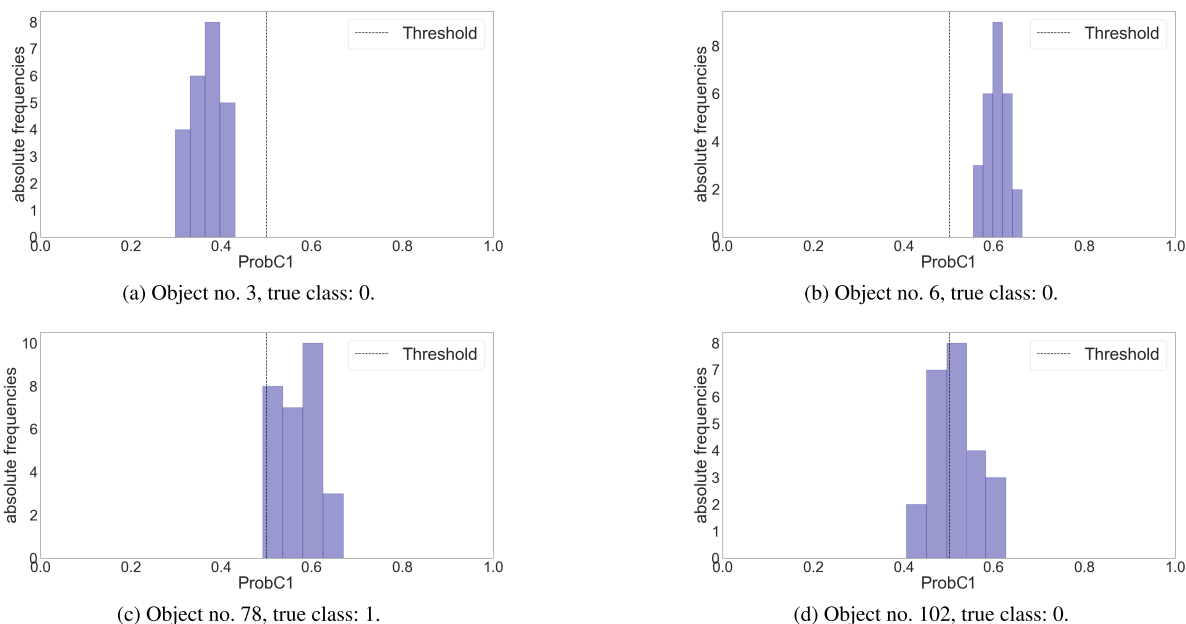 8
7
6
5
4
3
2
1
0
absolute frequencies
Threshold
0.0 0.2 0.4 0.6 0.8 1.0
ProbC1
(a) Object no. 3, true class: 0.
8
6
4
2
0
absolute frequencies
Threshold
0.0 0.2 0.4 0.6 0.8 1.0
ProbC1
(b) Object no. 6, true class: 0.
10
8
6
4
2
0
absolute frequencies
Threshold
0.0 0.2 0.4 0.6 0.8 1.0
ProbC1
(c) Object no. 78, true class: 1.
8
7
6
5
4
3
2
1
0
absolute frequencies
Threshold
0.0 0.2 0.4 0.6 0.8 1.0
ProbC1
(d) Object no. 102, true class: 0.